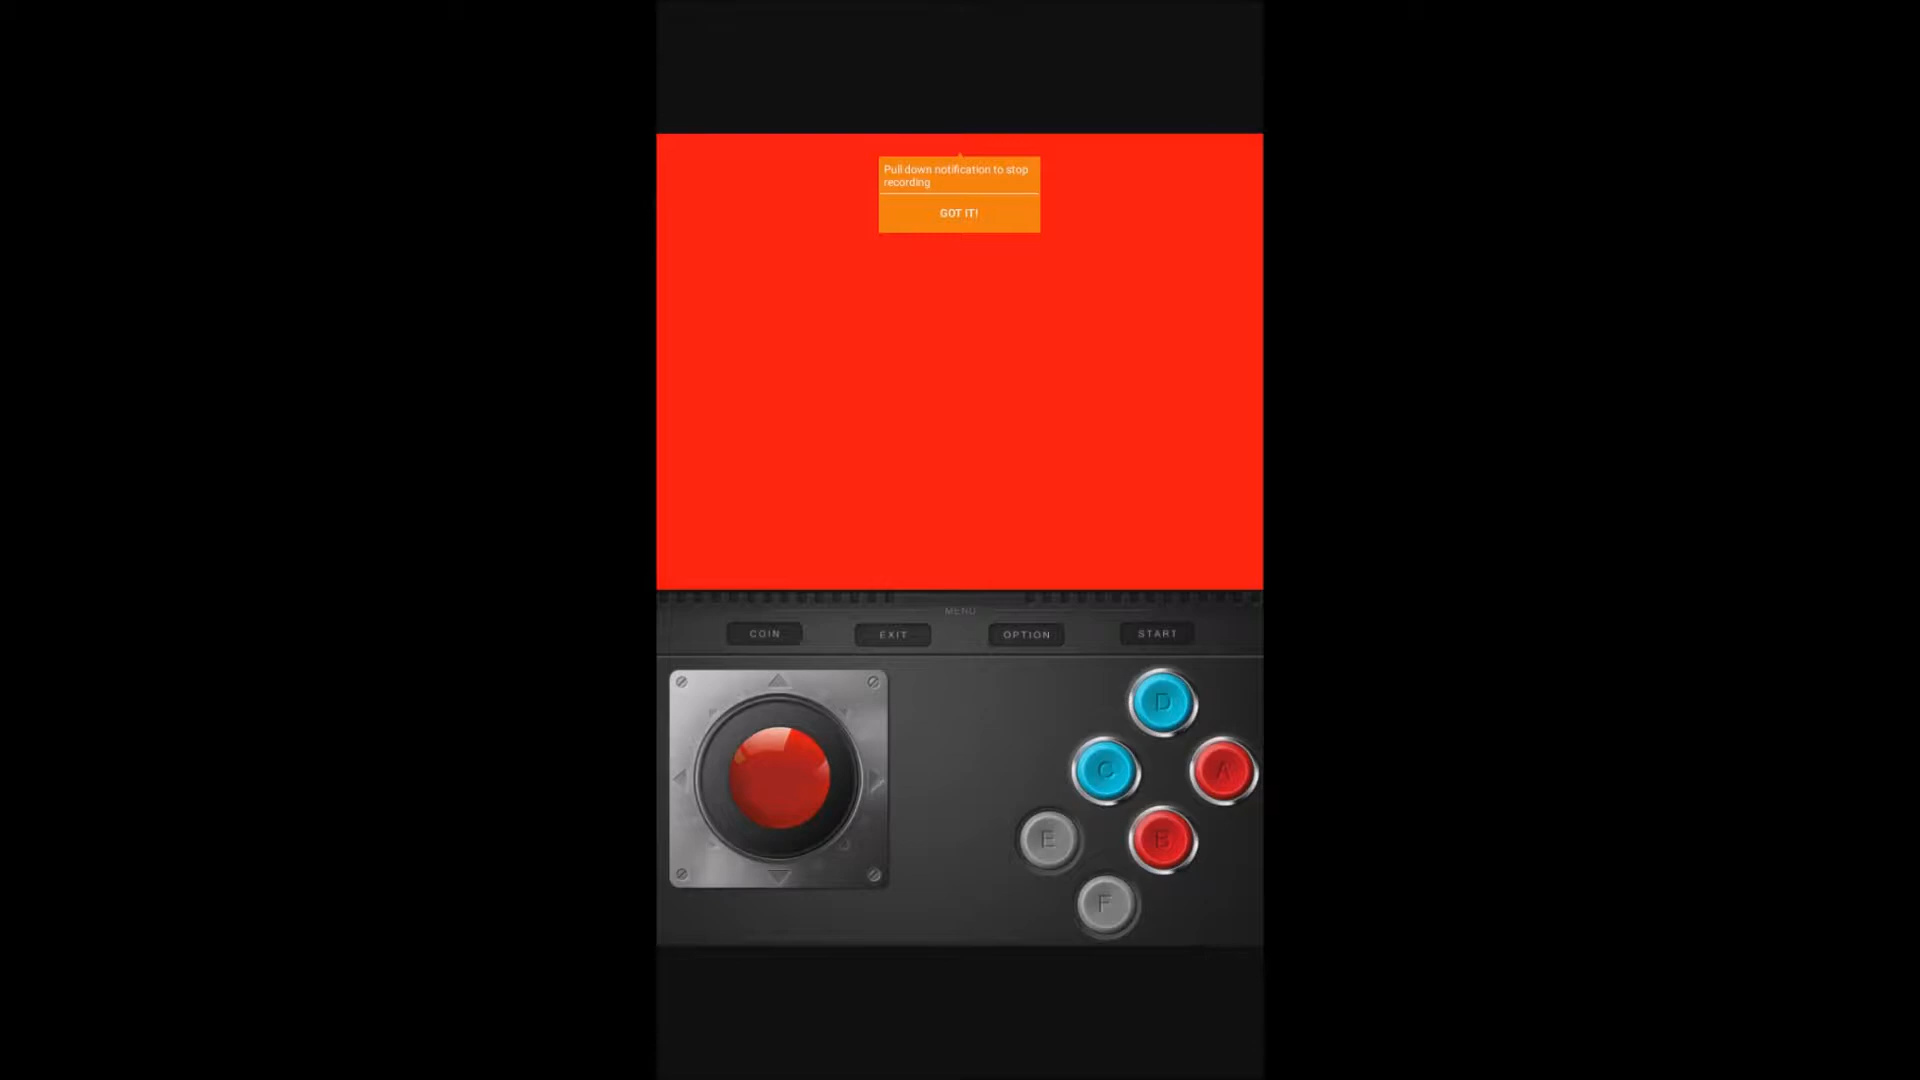 Pull down notification to stop
recording
GOT IT!
MENU
COIN
EXIT
OPTION
START
D
C
A
E
B
F